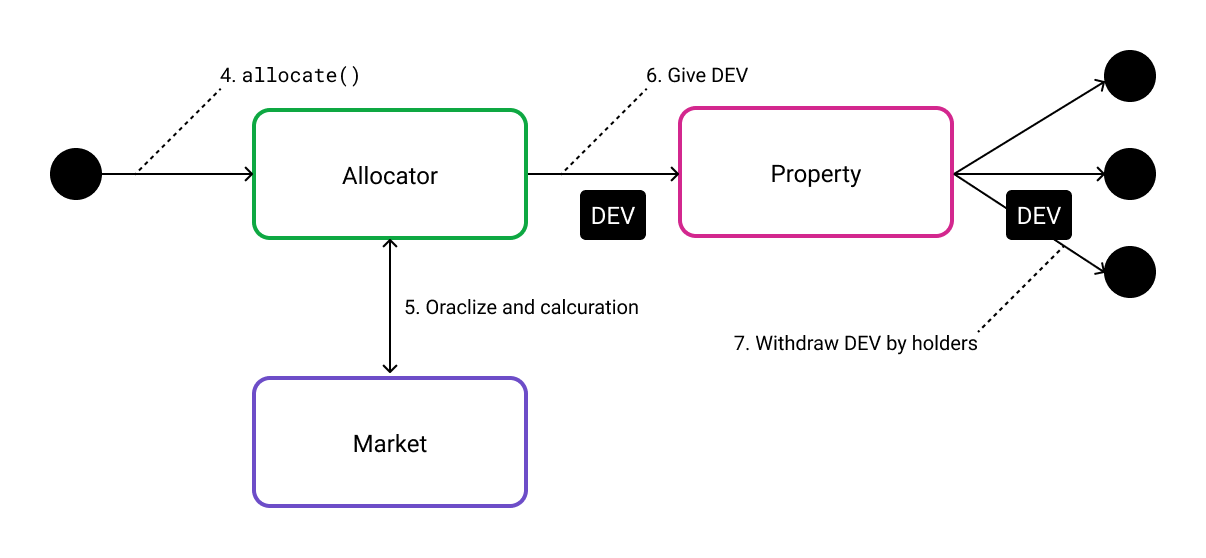 4. allocate()
6. Give DEV
Allocator
Property
DEV
DEV
5. Oraclize and calcuration
7. Withdraw DEV by holders
Market